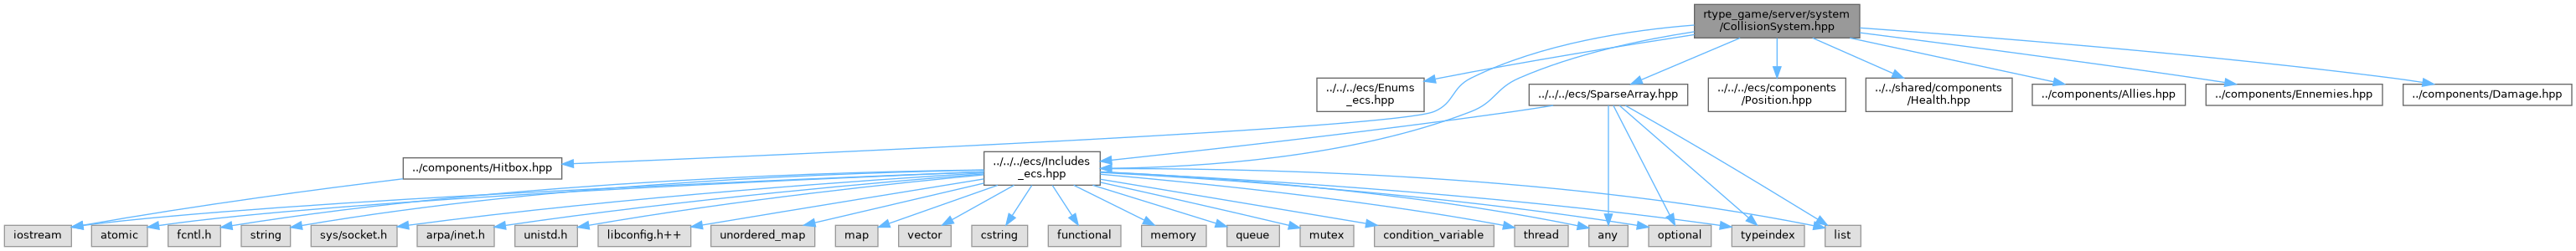 rtype_game/server/system
/CollisionSystem.hpp
../../../ecs/Enums
_ecs.hpp
../../../ecs/SparseArray.hpp
../../../ecs/components
/Position.hpp
../../shared/components
/Health.hpp
../components/Allies.hpp
../components/Ennemies.hpp
../components/Damage.hpp
../components/Hitbox.hpp
../../../ecs/Includes
_ecs.hpp
iostream
atomic
fcntl.h
string
sys/socket.h
arpa/inet.h
unistd.h
libconfig.h++
unordered_map
map
vector
cstring
functional
memory
queue
mutex
condition_variable
thread
any
optional
typeindex
list